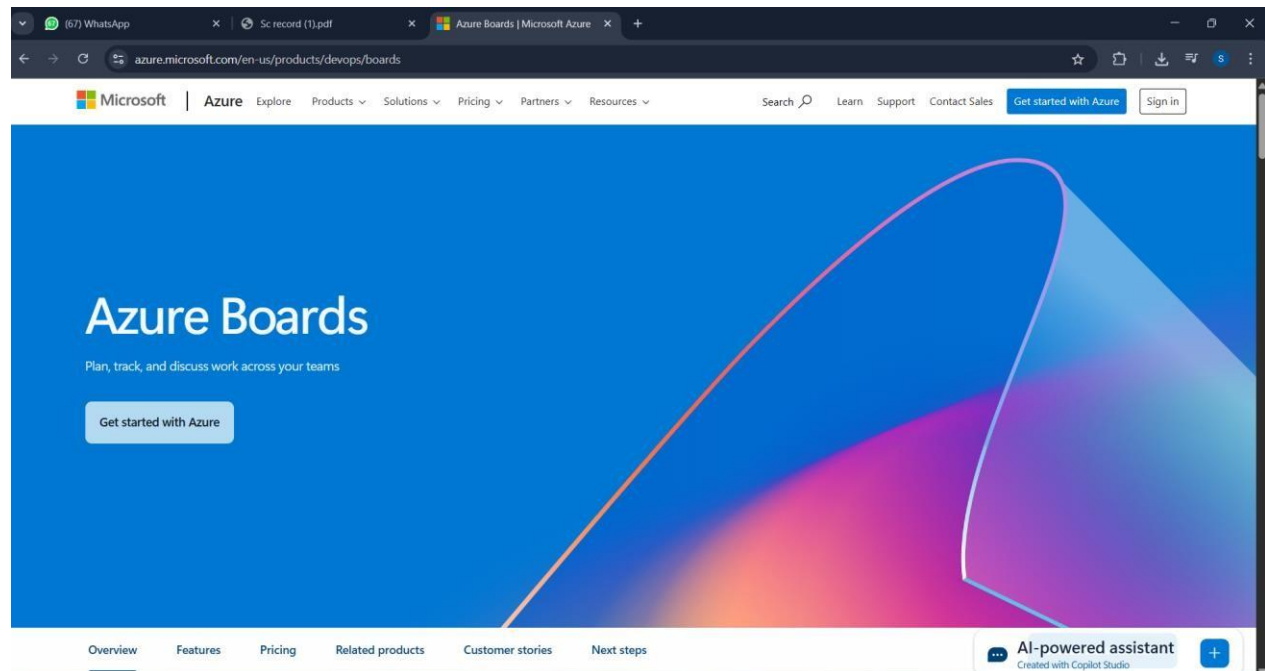 (67) WhatsApp Sc record (1).pdf Azure Boards | Microsoft Azure
azure.microsoft.com/en-us/products/devops/boards
Microsoft Azure Explore Products Solutions Pricing Partners Resources Search Learn Support Contact Sales Get started with Azure Sign in
Azure Boards
Plan, track, and discuss work across your teams
Get started with Azure
Overview Features Pricing Related products Customer stories Next steps
AI-powered assistant
Created with Copilot Studio